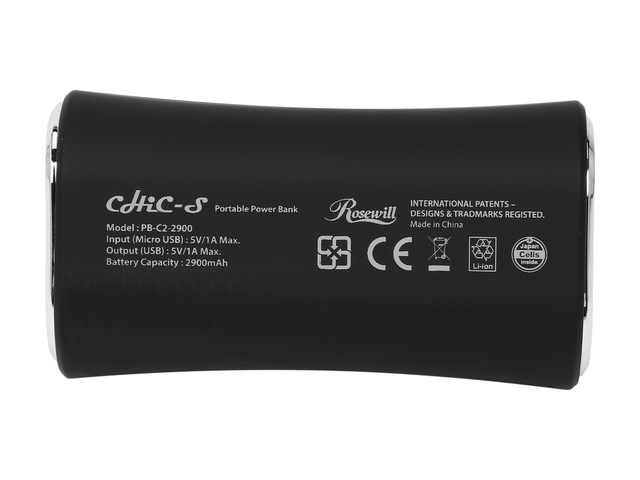 CHiC-S Portable Power Bank
Model : PB-C2-2900
Input (Micro USB) : 5V/1A Max.
Output (USB) : 5V/1A Max.
Battery Capacity : 2900mAh
Rosewill
INTERNATIONAL PATENTS –
DESIGNS & TRADMARKS REGISTED.
Made in China
CE
Li-ion
Japan
Cells
inside